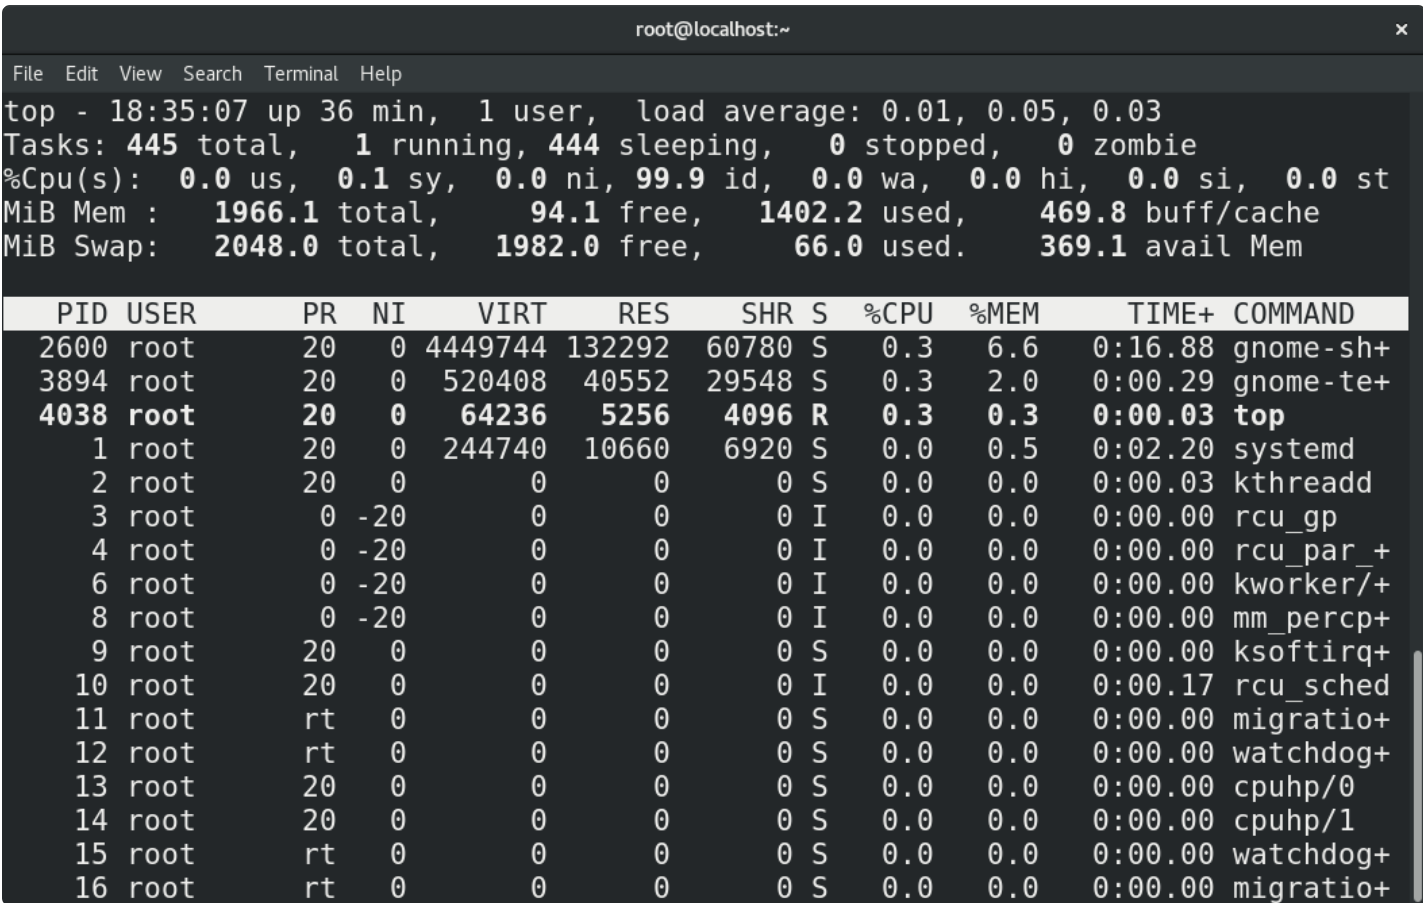 root@localhost:~ ×
File Edit View Search Terminal Help
top - 18:35:07 up 36 min,  1 user,  load average: 0.01, 0.05, 0.03
Tasks: 445 total,   1 running, 444 sleeping,   0 stopped,   0 zombie
%Cpu(s):  0.0 us,  0.1 sy,  0.0 ni, 99.9 id,  0.0 wa,  0.0 hi,  0.0 si,  0.0 st
MiB Mem :   1966.1 total,     94.1 free,   1402.2 used,    469.8 buff/cache
MiB Swap:   2048.0 total,   1982.0 free,     66.0 used.    369.1 avail Mem
PID USER      PR  NI    VIRT    RES    SHR S  %CPU  %MEM     TIME+ COMMAND
2600 root      20   0 4449744 132292  60780 S   0.3   6.6   0:16.88 gnome-sh+
3894 root      20   0  520408  40552  29548 S   0.3   2.0   0:00.29 gnome-te+
4038 root      20   0   64236   5256   4096 R   0.3   0.3   0:00.03 top
1 root      20   0  244740  10660   6920 S   0.0   0.5   0:02.20 systemd
2 root      20   0       0      0      0 S   0.0   0.0   0:00.03 kthreadd
3 root       0 -20       0      0      0 I   0.0   0.0   0:00.00 rcu_gp
4 root       0 -20       0      0      0 I   0.0   0.0   0:00.00 rcu_par_+
6 root       0 -20       0      0      0 I   0.0   0.0   0:00.00 kworker/+
8 root       0 -20       0      0      0 I   0.0   0.0   0:00.00 mm_percp+
9 root      20   0       0      0      0 S   0.0   0.0   0:00.00 ksoftirq+
10 root      20   0       0      0      0 I   0.0   0.0   0:00.17 rcu_sched
11 root      rt   0       0      0      0 S   0.0   0.0   0:00.00 migratio+
12 root      rt   0       0      0      0 S   0.0   0.0   0:00.00 watchdog+
13 root      20   0       0      0      0 S   0.0   0.0   0:00.00 cpuhp/0
14 root      20   0       0      0      0 S   0.0   0.0   0:00.00 cpuhp/1
15 root      rt   0       0      0      0 S   0.0   0.0   0:00.00 watchdog+
16 root      rt   0       0      0      0 S   0.0   0.0   0:00.00 migratio+